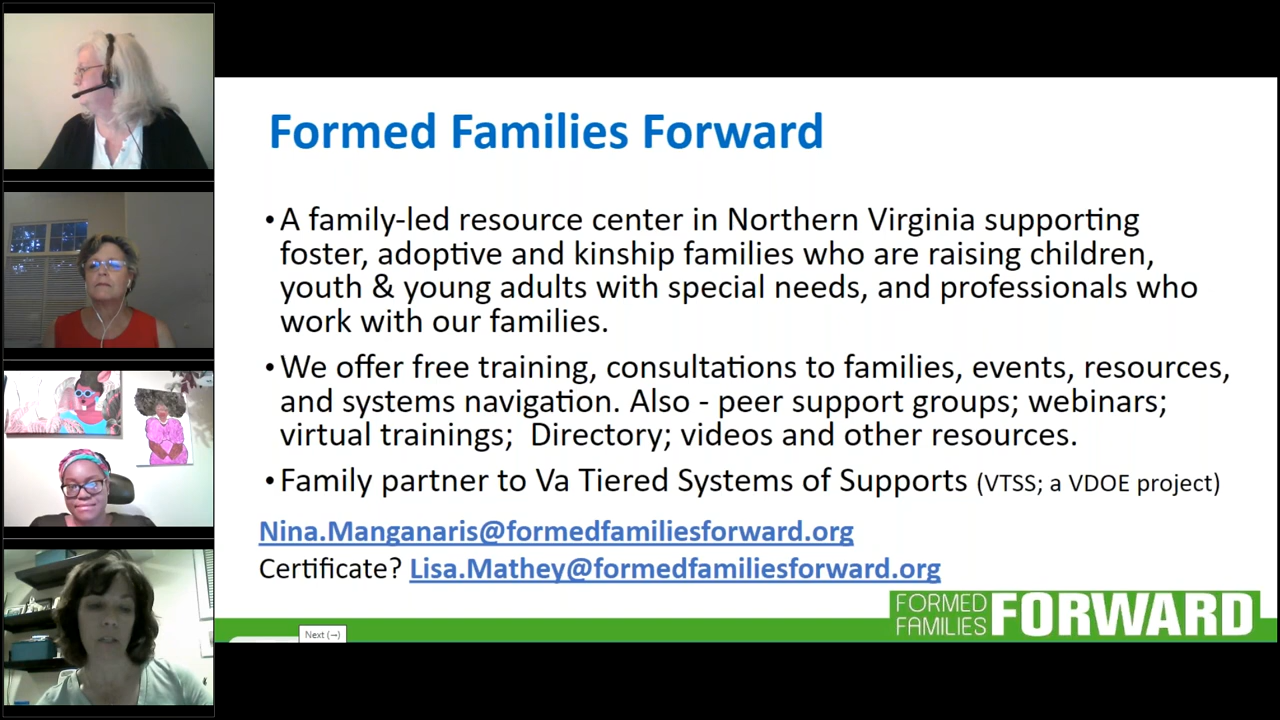 Formed Families Forward
• A family-led resource center in Northern Virginia supporting
foster, adoptive and kinship families who are raising children,
youth & young adults with special needs, and professionals who
work with our families.
• We offer free training, consultations to families, events, resources,
and systems navigation. Also - peer support groups; webinars;
virtual trainings; Directory; videos and other resources.
• Family partner to Va Tiered Systems of Supports (VTSS; a VDOE project)
Nina.Manganaris@formedfamiliesforward.org
Certificate? Lisa.Mathey@formedfamiliesforward.org
FORMED
FAMILIES
FORWARD
Next (→)